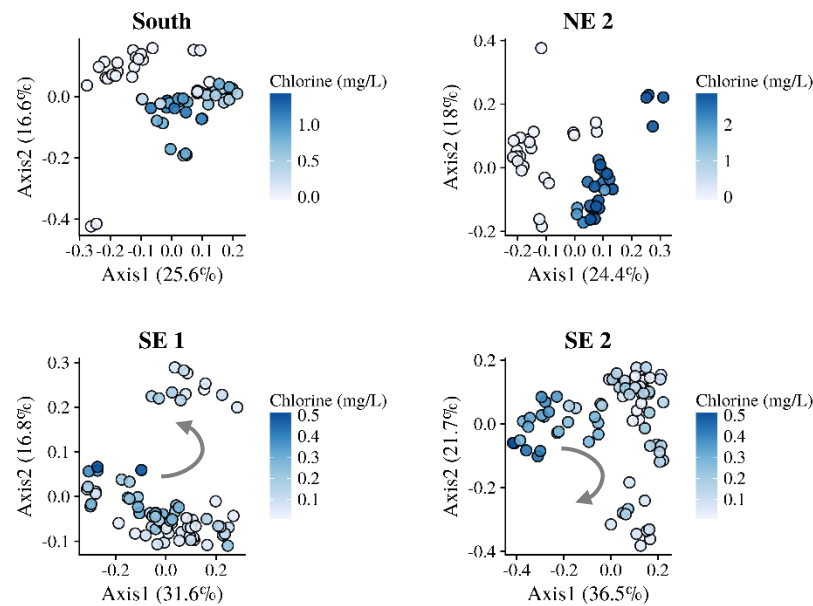 South
Axis2 (16.6%)
0.0
-0.2
-0.4
-0.3 -0.2 -0.1 0.0 0.1 0.2
Axis1 (25.6%)
Chlorine (mg/L)
1.0
0.5
0.0
NE 2
Axis2 (18%)
0.4
0.2
0.0
-0.2
-0.2 -0.1 0.0 0.1 0.2 0.3
Axis1 (24.4%)
Chlorine (mg/L)
2
1
0
SE 1
Axis2 (16.8%)
0.3
0.2
0.1
0.0
-0.1
-0.2 0.0 0.2
Axis1 (31.6%)
Chlorine (mg/L)
0.5
0.4
0.3
0.2
0.1
SE 2
Axis2 (21.7%)
0.2
0.0
-0.2
-0.4
-0.4 -0.2 0.0 0.2
Axis1 (36.5%)
Chlorine (mg/L)
0.5
0.4
0.3
0.2
0.1